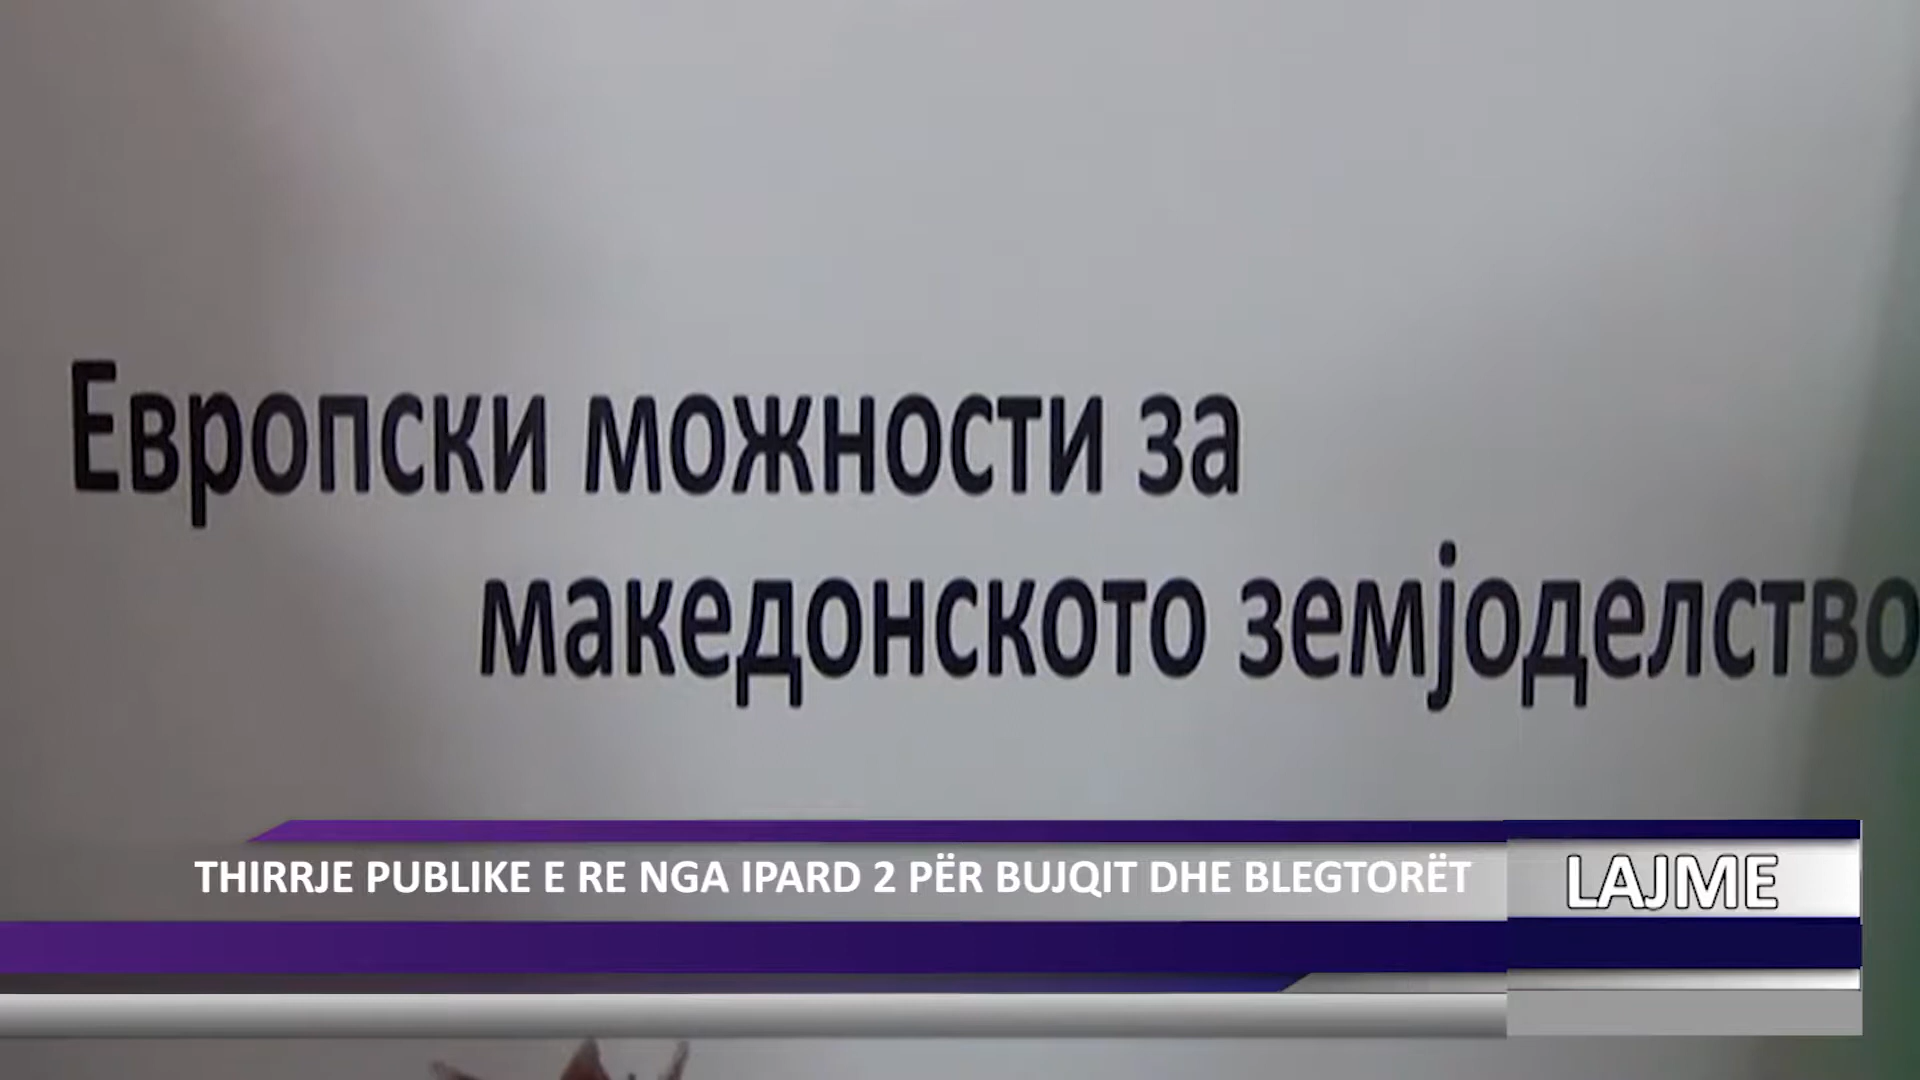 Европски можности за
македонското земјоделство
THIRRJE PUBLIKE E RE NGA IPARD 2 PËR BUJQIT DHE BLEGTORËT
LAJME